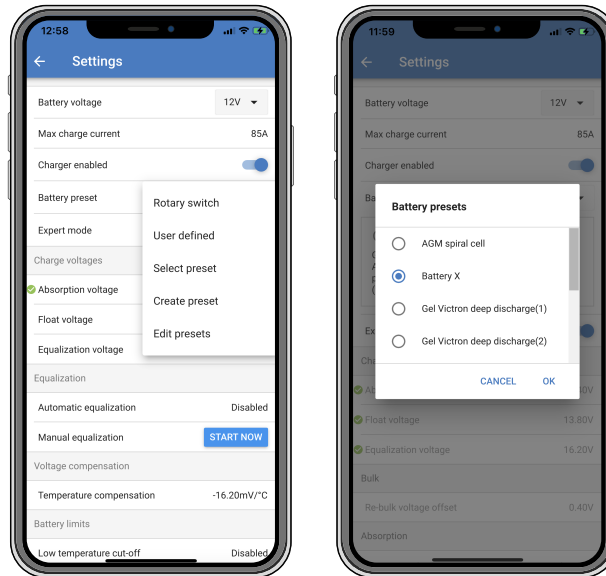 12:58
Settings
Battery voltage 12V
Max charge current 85A
Charger enabled
Battery preset
Rotary switch
User defined
Select preset
Create preset
Edit presets
Expert mode
Charge voltages
Absorption voltage
Float voltage
Equalization voltage
Equalization
Automatic equalization Disabled
Manual equalization START NOW
Voltage compensation
Temperature compensation -16.20mV/°C
Battery limits
Low temperature cut-off Disabled
11:59
Settings
Battery voltage 12V
Max charge current 85A
Charger enabled
Ba
Battery presets
AGM spiral cell
Battery X
Gel Victron deep discharge(1)
Gel Victron deep discharge(2)
CANCEL OK
Ex
Cha
Ab
Float voltage 13.80V
Equalization voltage 16.20V
Bulk
Re-bulk voltage offset 0.40V
Absorption